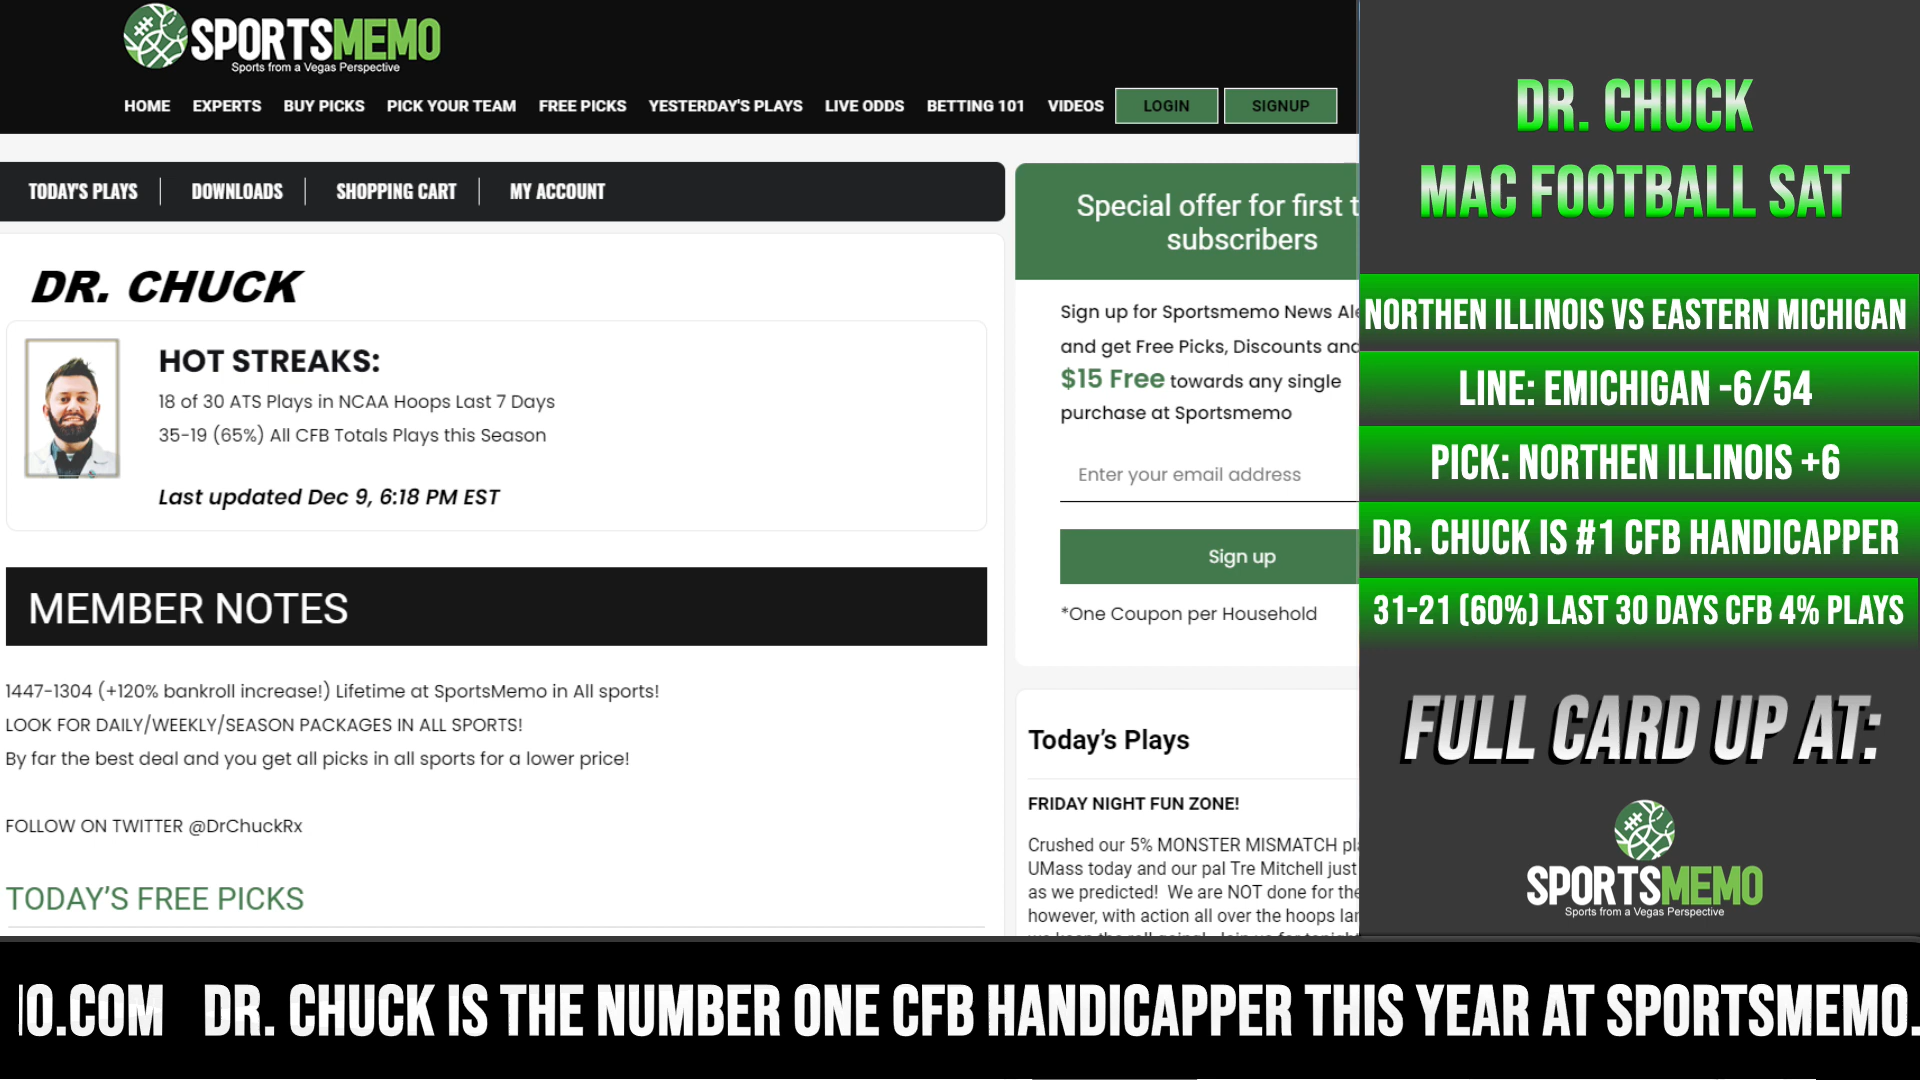 SPORTSMEMO
Sports from a Vegas Perspective
HOME EXPERTS BUY PICKS PICK YOUR TEAM FREE PICKS YESTERDAY'S PLAYS LIVE ODDS BETTING 101 VIDEOS LOGIN SIGNUP
TODAY'S PLAYS DOWNLOADS SHOPPING CART MY ACCOUNT
DR. CHUCK
HOT STREAKS:
18 of 30 ATS Plays in NCAA Hoops Last 7 Days
35-19 (65%) All CFB Totals Plays this Season
Last updated Dec 9, 6:18 PM EST
MEMBER NOTES
1447-1304 (+120% bankroll increase!) Lifetime at SportsMemo in All sports!
LOOK FOR DAILY/WEEKLY/SEASON PACKAGES IN ALL SPORTS!
By far the best deal and you get all picks in all sports for a lower price!
FOLLOW ON TWITTER @DrChuckRx
TODAY'S FREE PICKS
Special offer for first t
subscribers
Sign up for Sportsmemo News Ale
and get Free Picks, Discounts and
$15 Free towards any single
purchase at Sportsmemo
Enter your email address
Sign up
*One Coupon per Household
Today's Plays
FRIDAY NIGHT FUN ZONE!
Crushed our 5% MONSTER MISMATCH pl
UMass today and our pal Tre Mitchell just
as we predicted! We are NOT done for the
however, with action all over the hoops lan
DR. CHUCK
MAC FOOTBALL SAT
NORTHEN ILLINOIS VS EASTERN MICHIGAN
LINE: EMICHIGAN -6/54
PICK: NORTHEN ILLINOIS +6
DR. CHUCK IS #1 CFB HANDICAPPER
31-21 (60%) LAST 30 DAYS CFB 4% PLAYS
FULL CARD UP AT:
SPORTSMEMO
Sports from a Vegas Perspective
O.COM DR. CHUCK IS THE NUMBER ONE CFB HANDICAPPER THIS YEAR AT SPORTSMEMO.